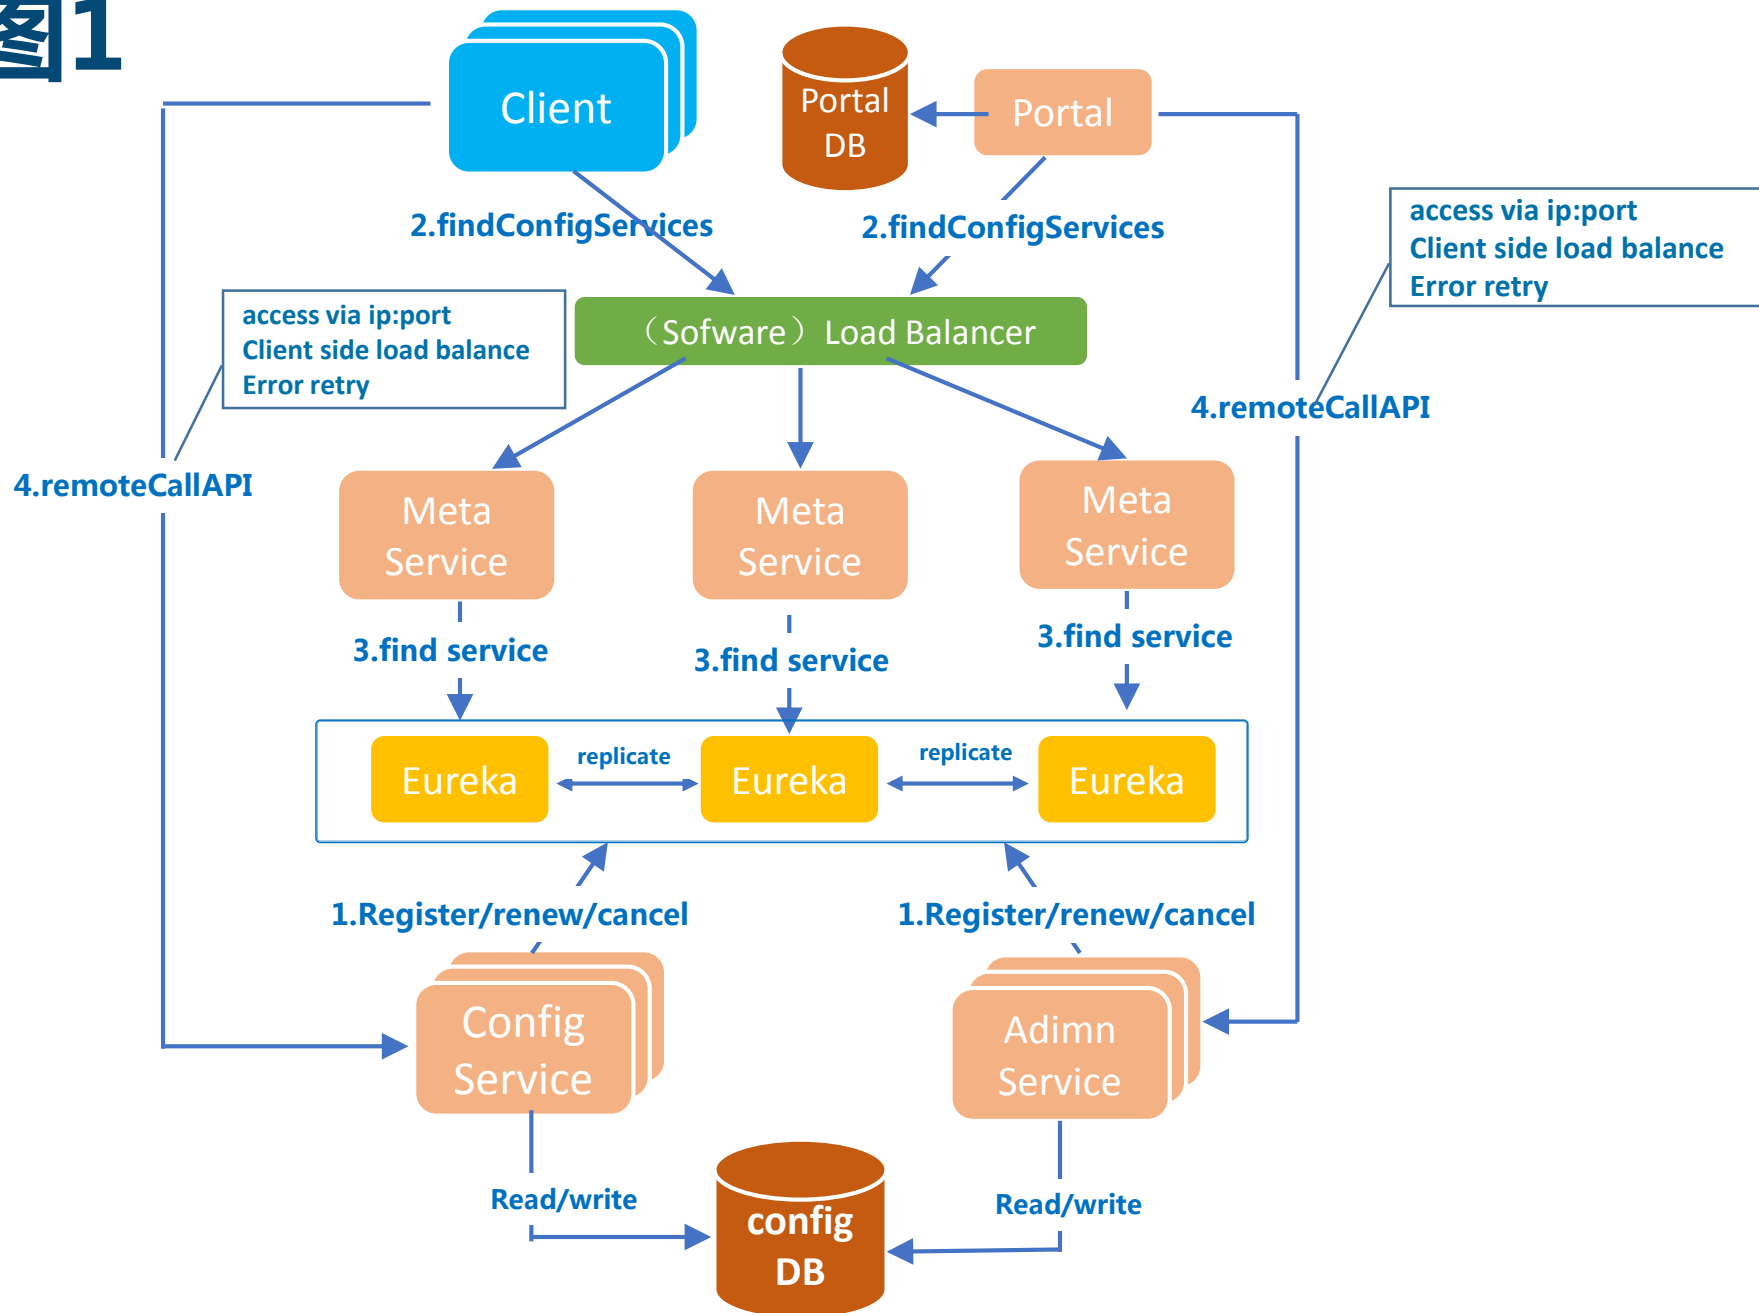 图1
Client
Portal
DB
Portal
2.findConfigServices
2.findConfigServices
access via ip:port
Client side load balance
Error retry
access via ip:port
Client side load balance
Error retry
（Sofware）Load Balancer
4.remoteCallAPI
4.remoteCallAPI
Meta
Service
Meta
Service
Meta
Service
3.find service
3.find service
3.find service
Eureka
replicate
Eureka
replicate
Eureka
1.Register/renew/cancel
1.Register/renew/cancel
Config
Service
Adimn
Service
Read/write
Read/write
config
DB